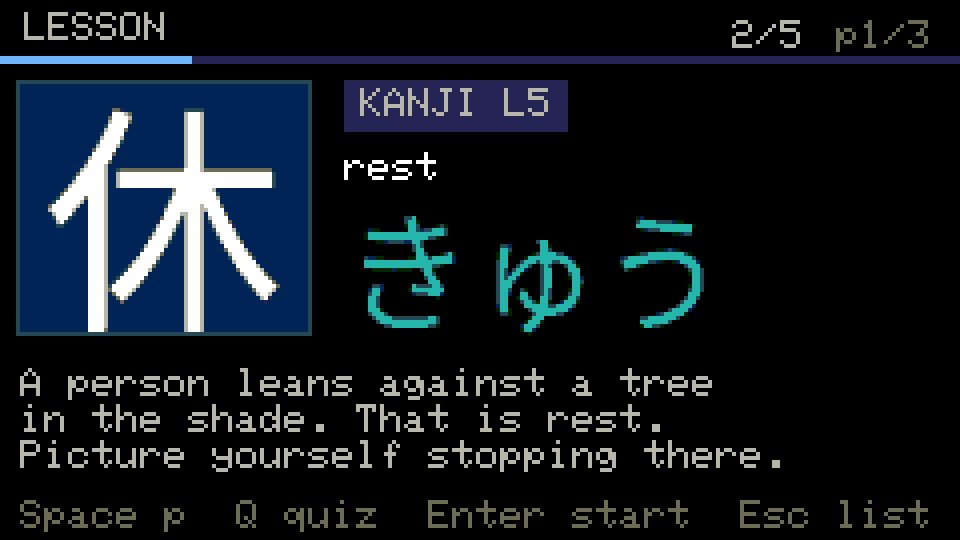 LESSON
2/5 p1/3
休
KANJI L5
rest
きゅう
A person leans against a tree
in the shade. That is rest.
Picture yourself stopping there.
Space p Q quiz Enter start Esc list